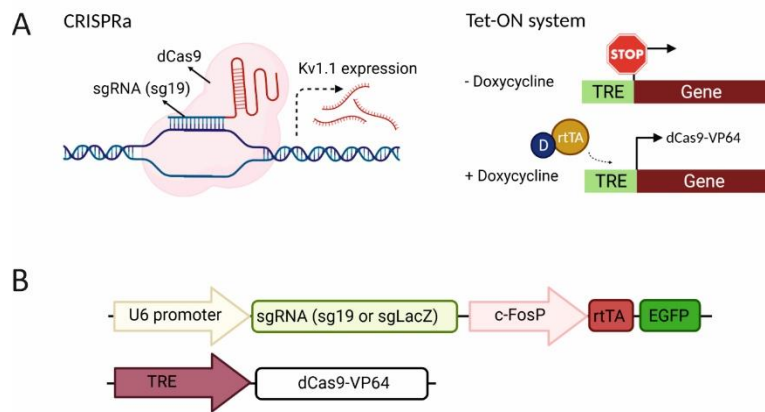 A
CRISPRa
dCas9
sgRNA (sg19)
Kv1.1 expression
Tet-ON system
STOP
- Doxycycline
TRE
Gene
D
rtTA
dCas9-VP64
+ Doxycycline
TRE
Gene
B
U6 promoter
sgRNA (sg19 or sgLacZ)
c-FosP
rtTA
EGFP
TRE
dCas9-VP64